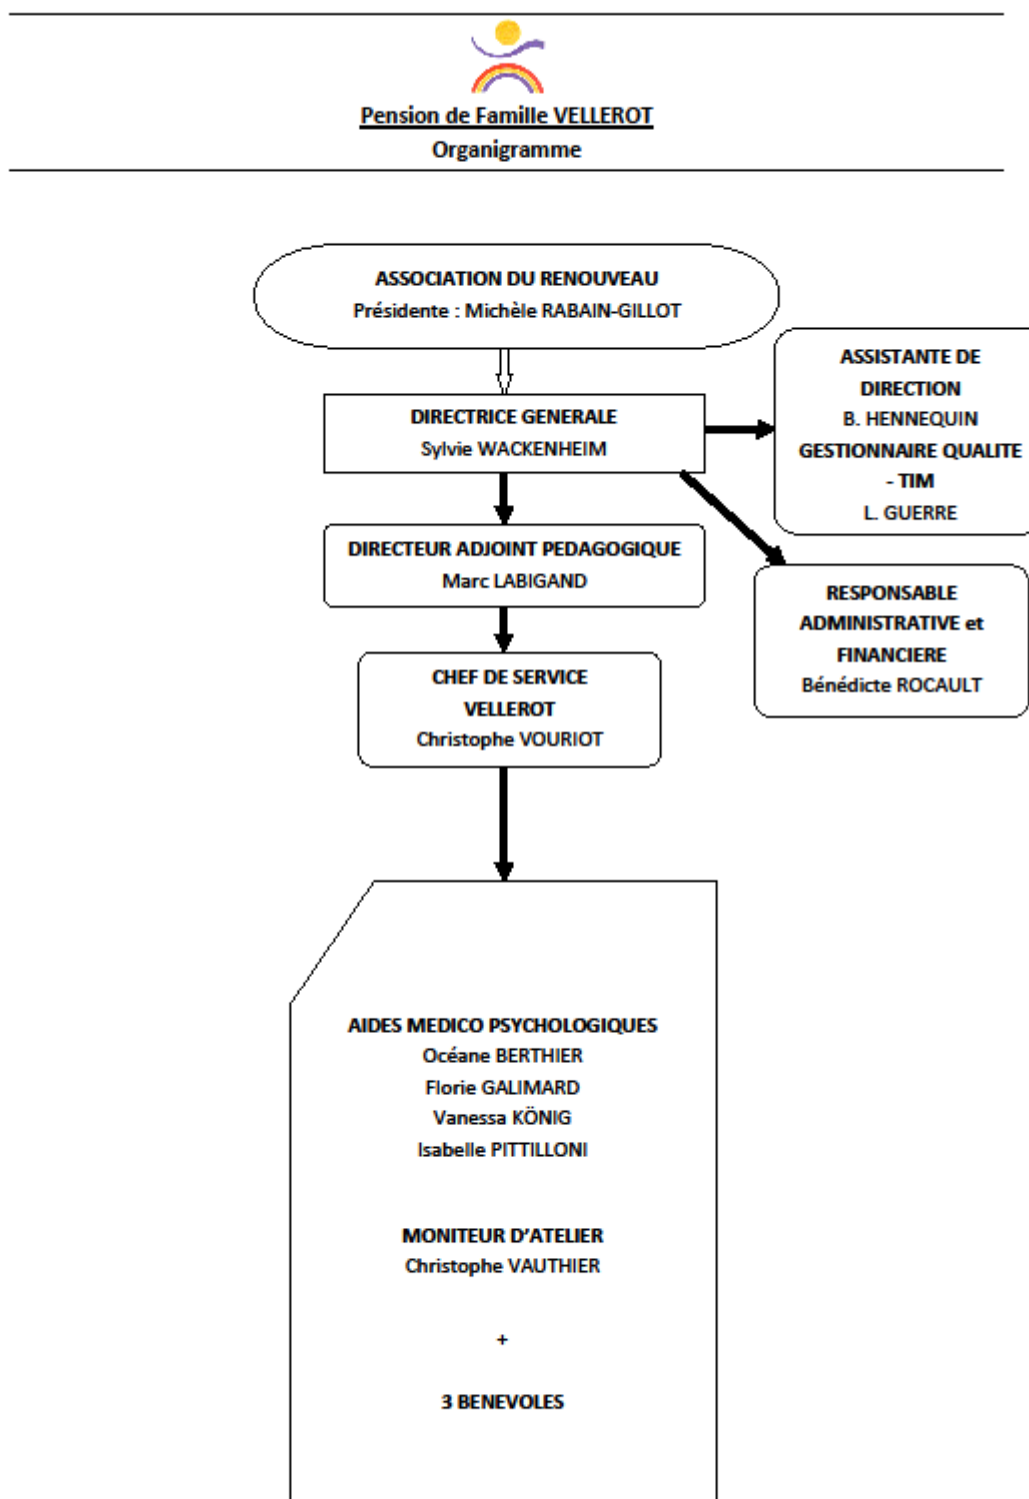 Pension de Famille VELLEROT
Organigramme
ASSOCIATION DU RENOUVEAU
Présidente : Michèle RABAIN-GILLOT
DIRECTRICE GENERALE
Sylvie WACKENHEIM
ASSISTANTE DE
DIRECTION
B. HENNEQUIN
GESTIONNAIRE QUALITE
- TIM
L. GUERRE
DIRECTEUR ADJOINT PEDAGOGIQUE
Marc LABIGAND
RESPONSABLE
ADMINISTRATIVE et
FINANCIERE
Bénédicte ROCAULT
CHEF DE SERVICE
VELLEROT
Christophe VOURIOT
AIDES MEDICO PSYCHOLOGIQUES
Océane BERTHIER
Florie GALIMARD
Vanessa KÖNIG
Isabelle PITTILLONI
MONITEUR D'ATELIER
Christophe VAUTHIER
+
3 BENEVOLES